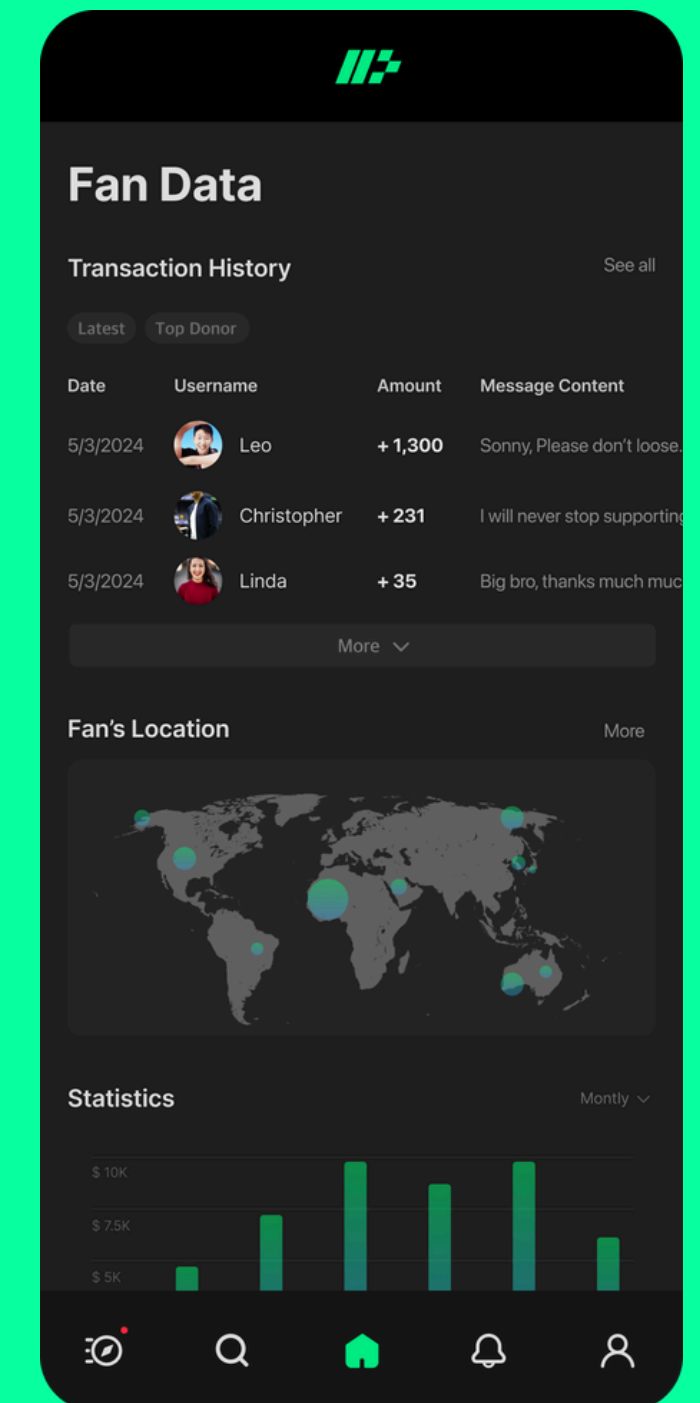 Fan Data
Transaction History
See all
Latest
Top Donor
Date Username Amount Message Content
5/3/2024 Leo + 1,300 Sonny, Please don't loose.
5/3/2024 Christopher + 231 I will never stop supporting
5/3/2024 Linda + 35 Big bro, thanks much muc
More
Fan's Location
More
Statistics
Montly
$ 10K
$ 7.5K
$ 5K